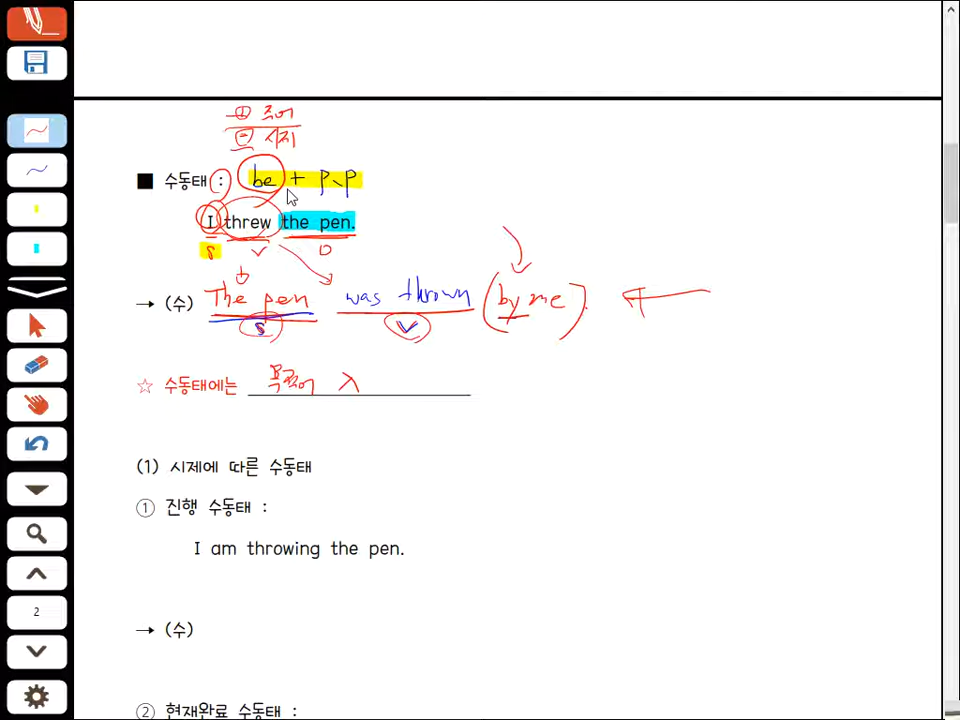 ① 주어
② 시제
■ 수동태 : be + P.P
I threw the pen.
S V O
→ (수) The pen was thrown (by me).
S V
☆ 수동태에는 목적어 X
(1) 시제에 따른 수동태
① 진행 수동태 :
I am throwing the pen.
→ (수)
2
② 현재완료 수동태 :